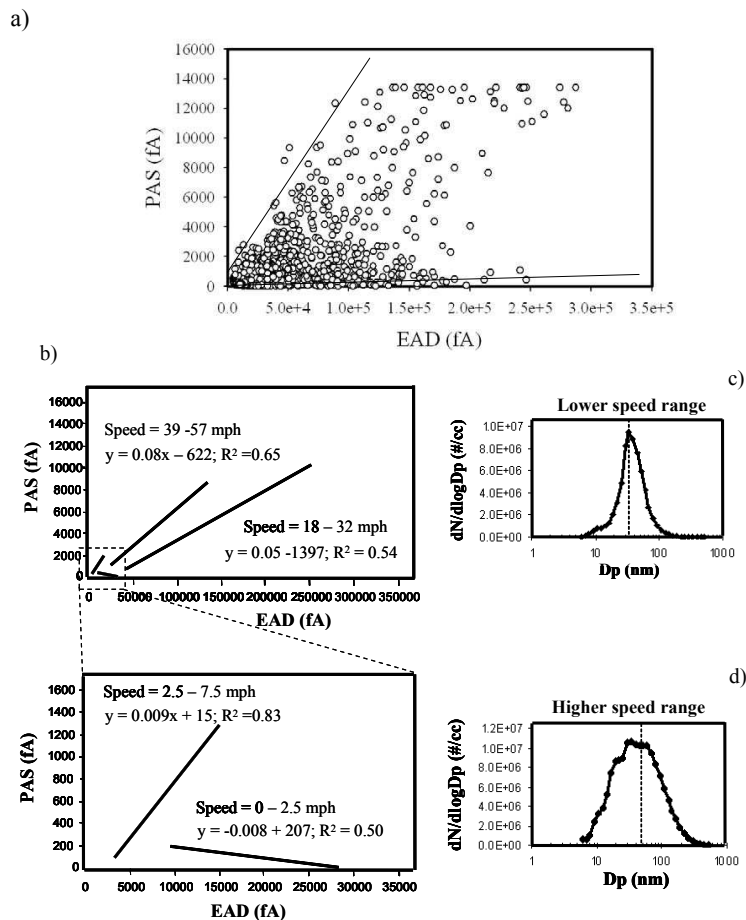 a)
16000
14000
12000
10000
8000
6000
4000
2000
0
PAS (fA)
0.0 5.0e+4 1.0e+5 1.5e+5 2.0e+5 2.5e+5 3.0e+5 3.5e+5
EAD (fA)
b)
16000
14000
12000
10000
8000
6000
4000
2000
0
PAS (fA)
Speed = 39 -57 mph
y = 0.08x – 622; R² =0.65
Speed = 18 – 32 mph
y = 0.05 -1397; R² = 0.54
0 50000 100000 150000 200000 250000 300000 350000
EAD (fA)
1600
1400
1200
1000
800
600
400
200
0
PAS (fA)
Speed = 2.5 – 7.5 mph
y = 0.009x + 15; R² =0.83
Speed = 0 – 2.5 mph
y = -0.008 + 207; R² = 0.50
0 5000 10000 15000 20000 25000 30000 35000
EAD (fA)
c)
Lower speed range
1.0E+07
8.0E+06
6.0E+06
4.0E+06
2.0E+06
0.0E+00
dN/dlogDp (#/cc)
1 10 100 1000
Dp (nm)
d)
Higher speed range
1.2E+07
1.0E+07
8.0E+06
6.0E+06
4.0E+06
2.0E+06
0.0E+00
dN/dlogDp (#/cc)
1 10 100 1000
Dp (nm)